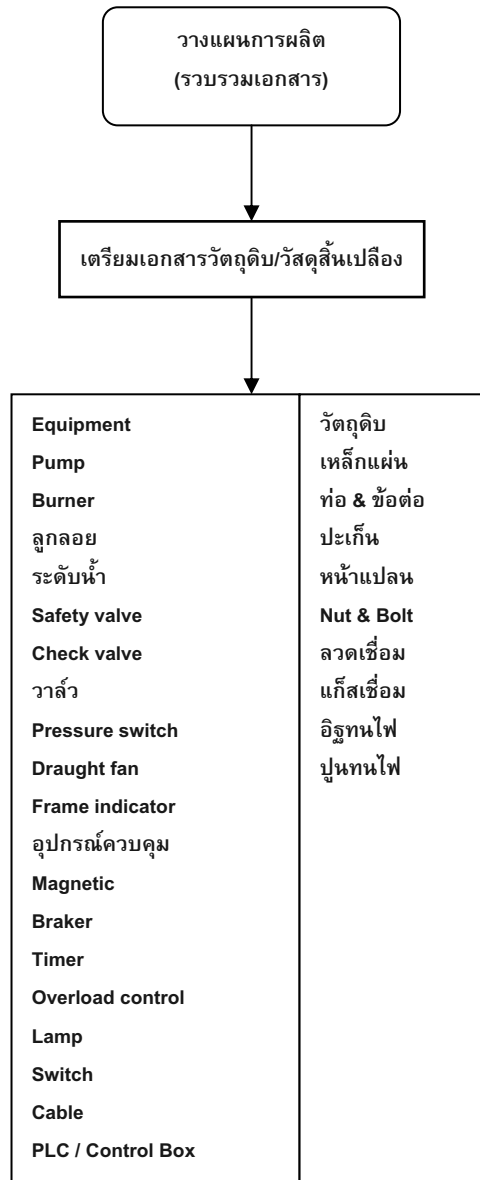 วางแผนการผลิต
(รวบรวมเอกสาร)
เตรียมเอกสารวัตถุดิบ/วัสดุสิ้นเปลือง
Equipment
Pump
Burner
ลูกลอย
ระดับน้ำ
Safety valve
Check valve
วาล์ว
Pressure switch
Draught fan
Frame indicator
อุปกรณ์ควบคุม
Magnetic
Braker
Timer
Overload control
Lamp
Switch
Cable
PLC / Control Box
วัตถุดิบ
เหล็กแผ่น
ท่อ & ข้อต่อ
ปะเก็น
หน้าแปลน
Nut & Bolt
ลวดเชื่อม
แก็สเชื่อม
อิฐทนไฟ
ปูนทนไฟ